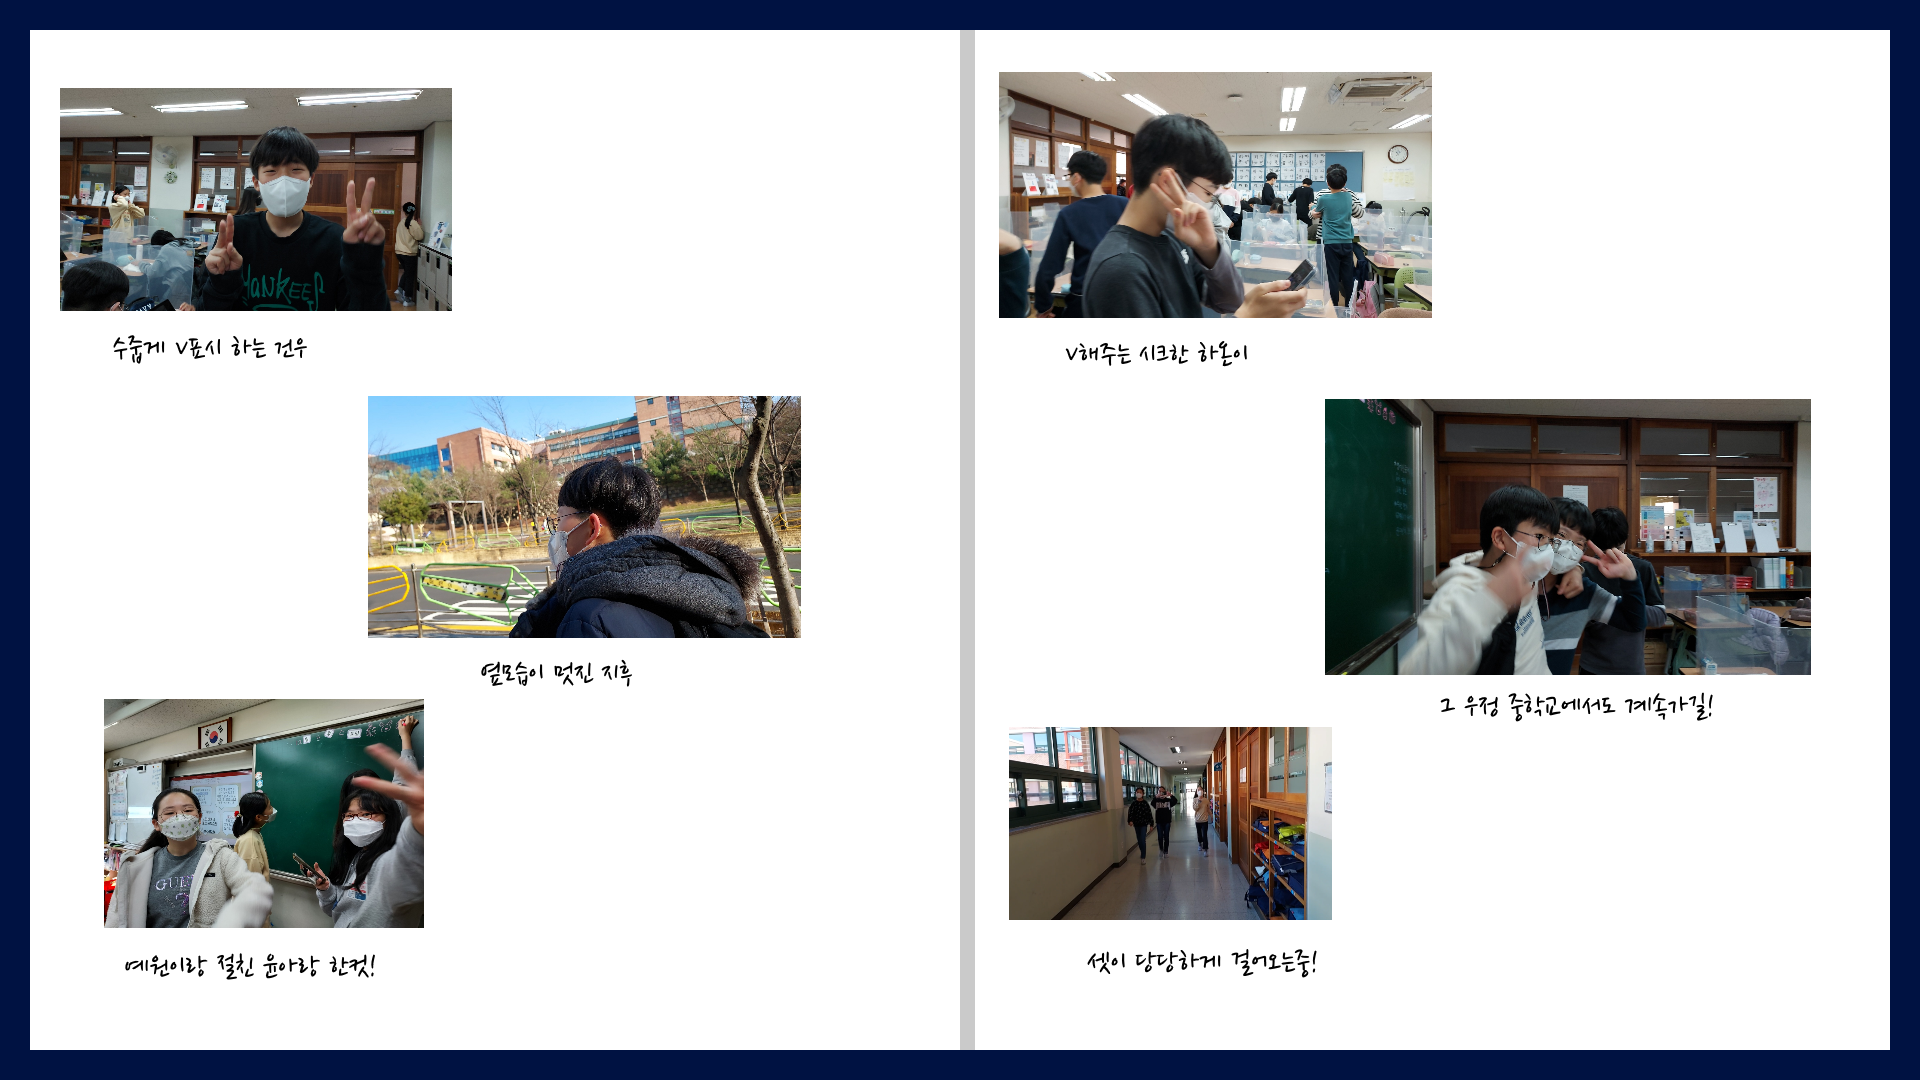 수줍게 V표시 하는 건우
YANKEEP
옆모습이 멋진 지후
예원이랑 절친 윤아랑 한컷!
V해주는 시크한 하온이
그 우정 중학교에서도 계속가길!
셋이 당당하게 걸어오는중!